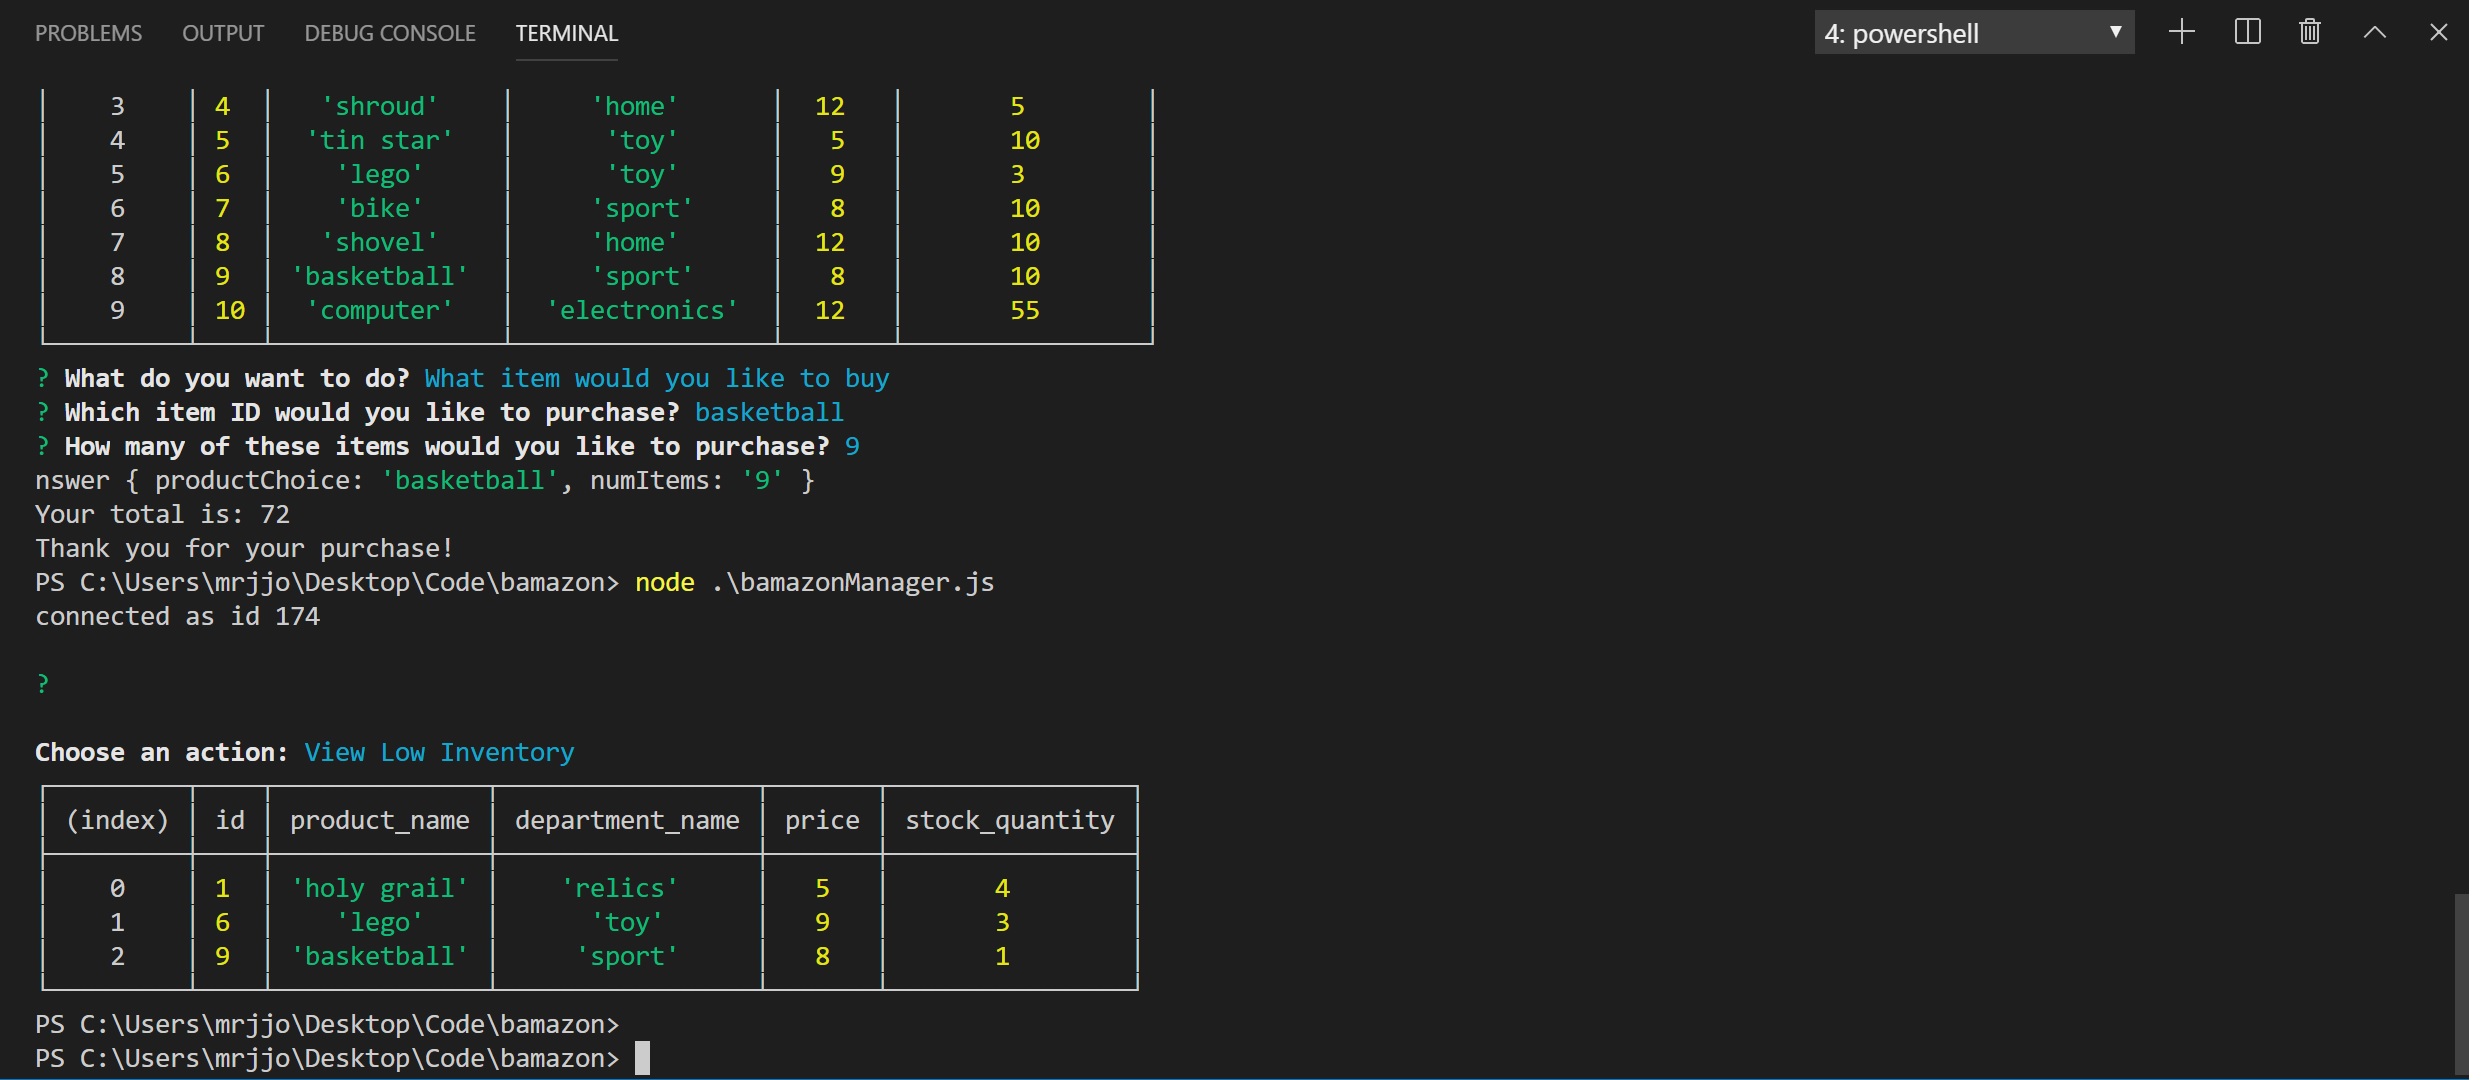 PROBLEMS OUTPUT DEBUG CONSOLE TERMINAL 4: powershell
3 4 'shroud' 'home' 12 5
4 5 'tin star' 'toy' 5 10
5 6 'lego' 'toy' 9 3
6 7 'bike' 'sport' 8 10
7 8 'shovel' 'home' 12 10
8 9 'basketball' 'sport' 8 10
9 10 'computer' 'electronics' 12 55
? What do you want to do? What item would you like to buy
? Which item ID would you like to purchase? basketball
? How many of these items would you like to purchase? 9
nswer { productChoice: 'basketball', numItems: '9' }
Your total is: 72
Thank you for your purchase!
PS C:\Users\mrjjo\Desktop\Code\bamazon> node .\bamazonManager.js
connected as id 174
?
Choose an action: View Low Inventory
(index) id product_name department_name price stock_quantity
0 1 'holy grail' 'relics' 5 4
1 6 'lego' 'toy' 9 3
2 9 'basketball' 'sport' 8 1
PS C:\Users\mrjjo\Desktop\Code\bamazon>
PS C:\Users\mrjjo\Desktop\Code\bamazon>